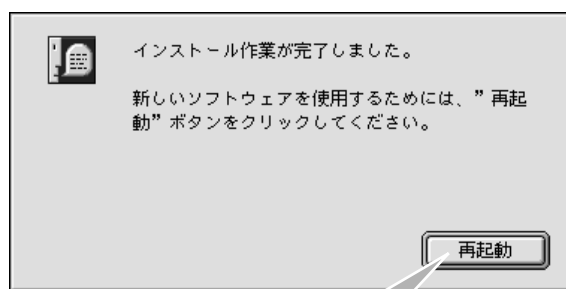 インストール作業が完了しました。
新しいソフトウェアを使用するためには、”再起
動”ボタンをクリックしてください。
再起動